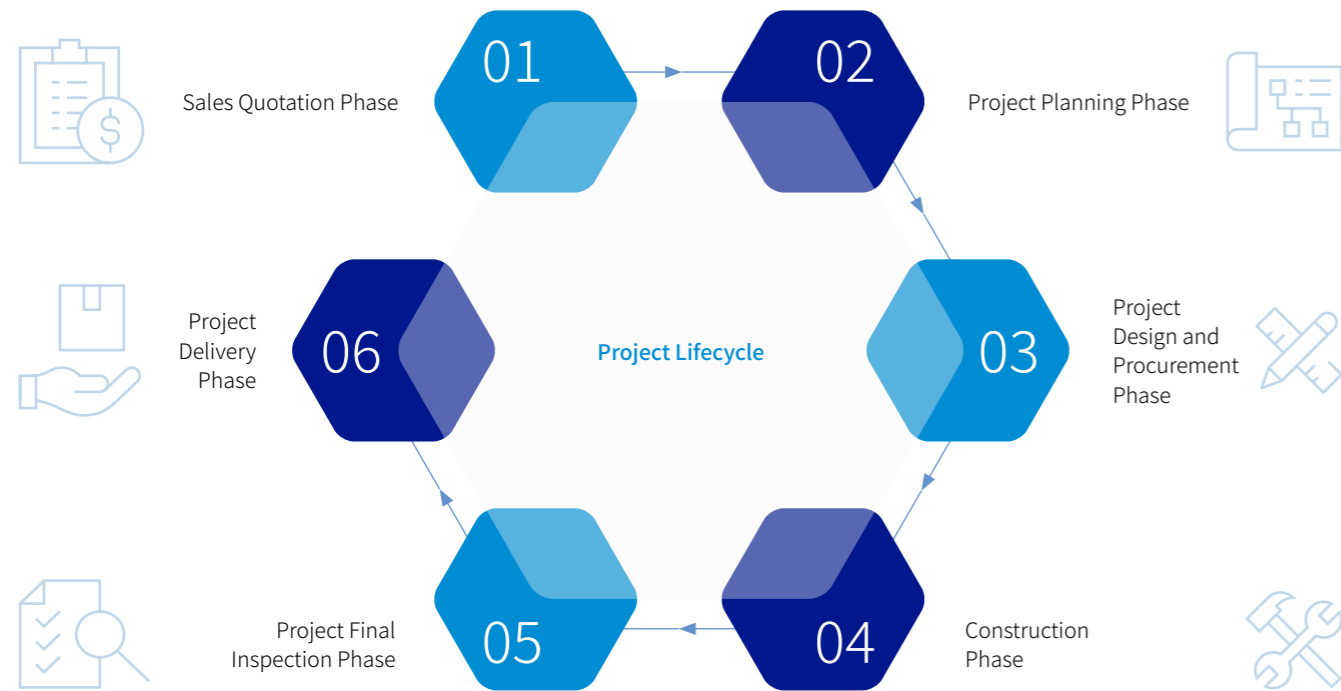 01
Sales Quotation Phase
02
Project Planning Phase
03
Project
Design and
Procurement
Phase
04
Construction
Phase
05
Project Final
Inspection Phase
06
Project
Delivery
Phase
Project Lifecycle
$